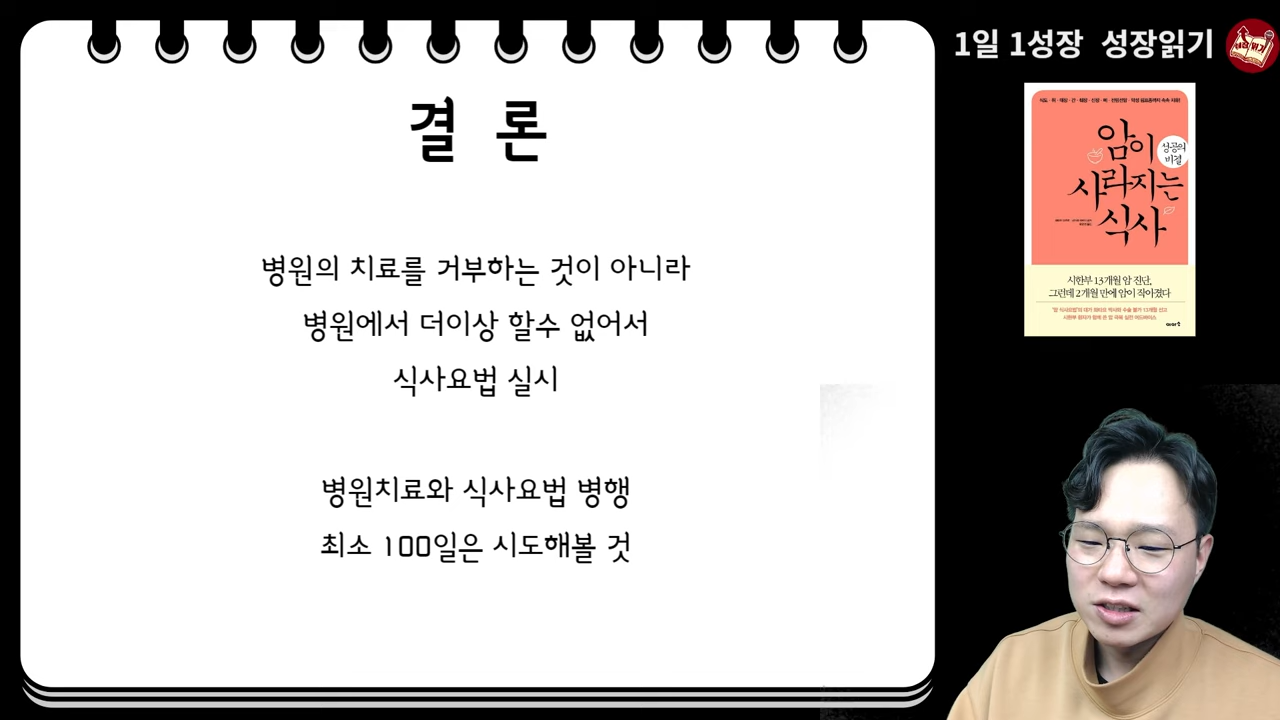 결 론
병원의 치료를 거부하는 것이 아니라
병원에서 더이상 할수 없어서
식사요법 실시
병원치료와 식사요법 병행
최소 100일은 시도해볼 것
1일 1성장 성장읽기
성장읽기
암이
사라지는
식사
성공의
비결
시한부 13개월 암 진단,
그런데 2개월 만에 암이 작아졌다